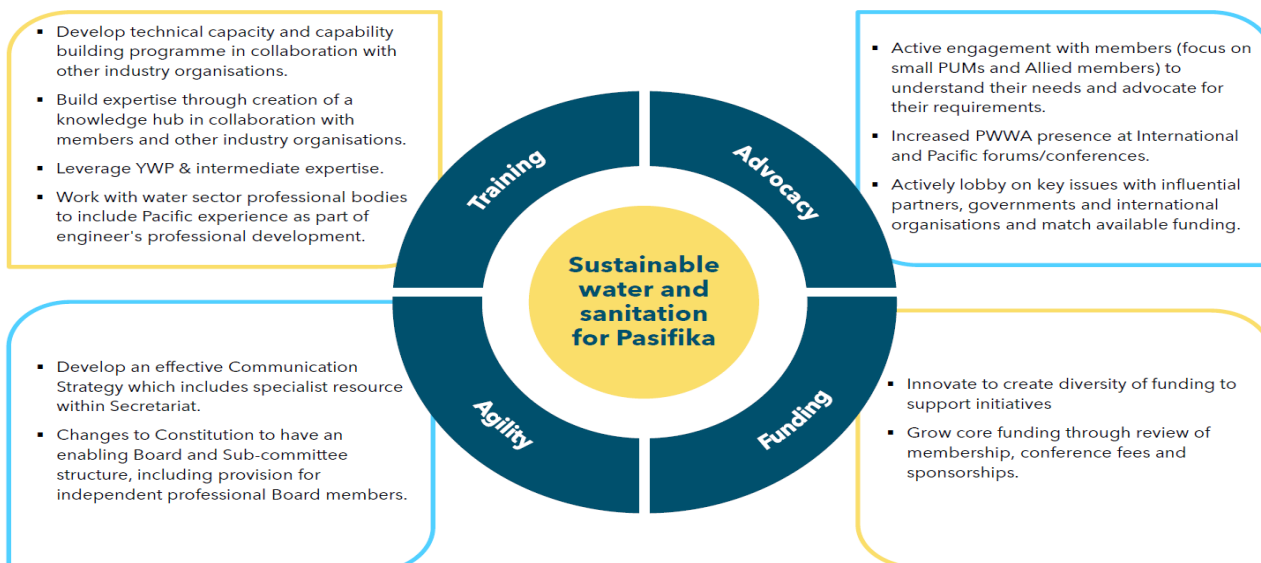 ▪ Develop technical capacity and capability
building programme in collaboration with
other industry organisations.
▪ Build expertise through creation of a
knowledge hub in collaboration with
members and other industry organisations.
▪ Leverage YWP & intermediate expertise.
▪ Work with water sector professional bodies
to include Pacific experience as part of
engineer's professional development.
▪ Active engagement with members (focus on
small PUMs and Allied members) to
understand their needs and advocate for
their requirements.
▪ Increased PWWA presence at International
and Pacific forums/conferences.
▪ Actively lobby on key issues with influential
partners, governments and international
organisations and match available funding.
Training
Advocacy
Sustainable
water and
sanitation
for Pasifika
Agility
Funding
▪ Develop an effective Communication
Strategy which includes specialist resource
within Secretariat.
▪ Changes to Constitution to have an
enabling Board and Sub-committee
structure, including provision for
independent professional Board members.
▪ Innovate to create diversity of funding to
support initiatives
▪ Grow core funding through review of
membership, conference fees and
sponsorships.